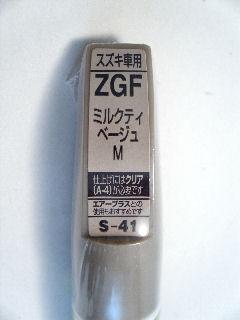 スズキ車用
ZGF
ミルクティ
ベージュ
M
仕上げにはクリア
(A-4)が必要です
エアープラスとの
使用もおすすめです
S-41